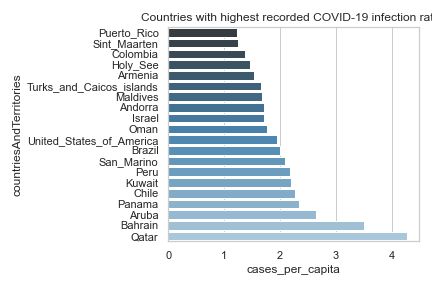 Countries with highest recorded COVID-19 infection rat
Puerto_Rico
Sint_Maarten
Colombia
Holy_See
Armenia
Turks_and_Caicos_islands
Maldives
Andorra
Israel
Oman
United_States_of_America
Brazil
San_Marino
Peru
Kuwait
Chile
Panama
Aruba
Bahrain
Qatar
countriesAndTerritories
0 1 2 3 4
cases_per_capita